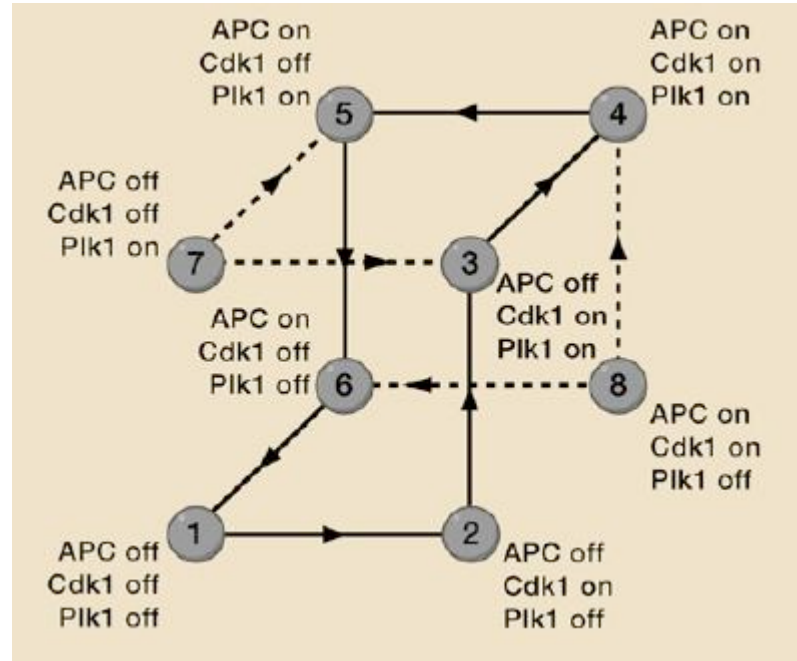 APC on
Cdk1 off
Plk1 on
5
APC on
Cdk1 on
Plk1 on
4
APC off
Cdk1 off
Plk1 on
7
3
APC off
Cdk1 on
Plk1 on
APC on
Cdk1 off
Plk1 off
6
8
APC on
Cdk1 on
Plk1 off
1
APC off
Cdk1 off
Plk1 off
2
APC off
Cdk1 on
Plk1 off